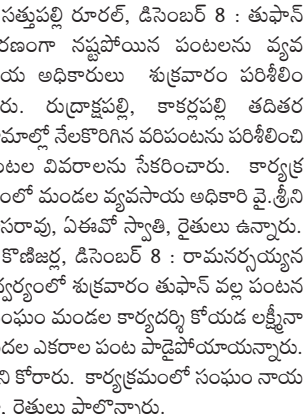 సత్తుపల్లి రూరల్, డిసెంబర్ 8 : తుఫాన్
రణంగా నష్టపోయిన పంటలను వ్యవ
య అధికారులు శుక్రవారం పరిశీలిం
రు. రుద్రాక్షపల్లి, కాకర్లపల్లి తదితర
మాల్లో నేలకొరిగిన వరిపంటను పరిశీలించి
ంటల వివరాలను సేకరించారు. కార్యక్ర
ంలో మండల వ్యవసాయ అధికారి వై.శ్రీని
సరావు, ఏఈవో స్వాతి, రైతులు ఉన్నారు.
కొణిజర్ల, డిసెంబర్ 8 : రామనర్సయ్యన
్వర్యంలో శుక్రవారం తుఫాన్ వల్ల పంటన
ంఘం మండల కార్యదర్శి కోయడ లక్ష్మీనా
దల ఎకరాల పంట పాడైపోయాయన్నారు.
ని కోరారు. కార్యక్రమంలో సంఘం నాయ
రైతులు పాల్గొన్నారు.